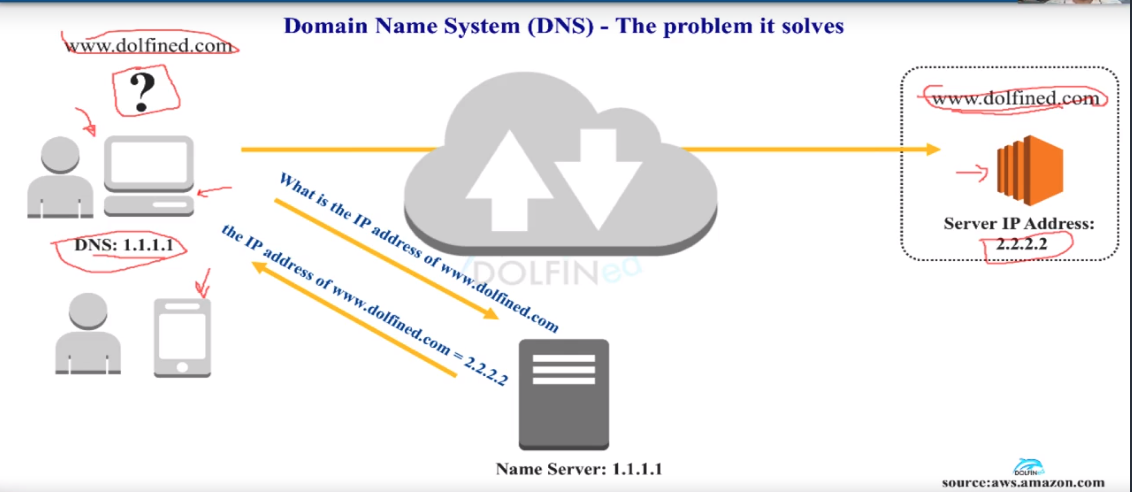 Domain Name System (DNS) - The problem it solves
www.dolfined.com
?
DNS: 1.1.1.1
What is the IP address of www.dolfined.com
the IP address of www.dolfined.com = 2.2.2.2
DOLFINed
Name Server: 1.1.1.1
www.dolfined.com
Server IP Address:
2.2.2.2
DOLFINed
source:aws.amazon.com